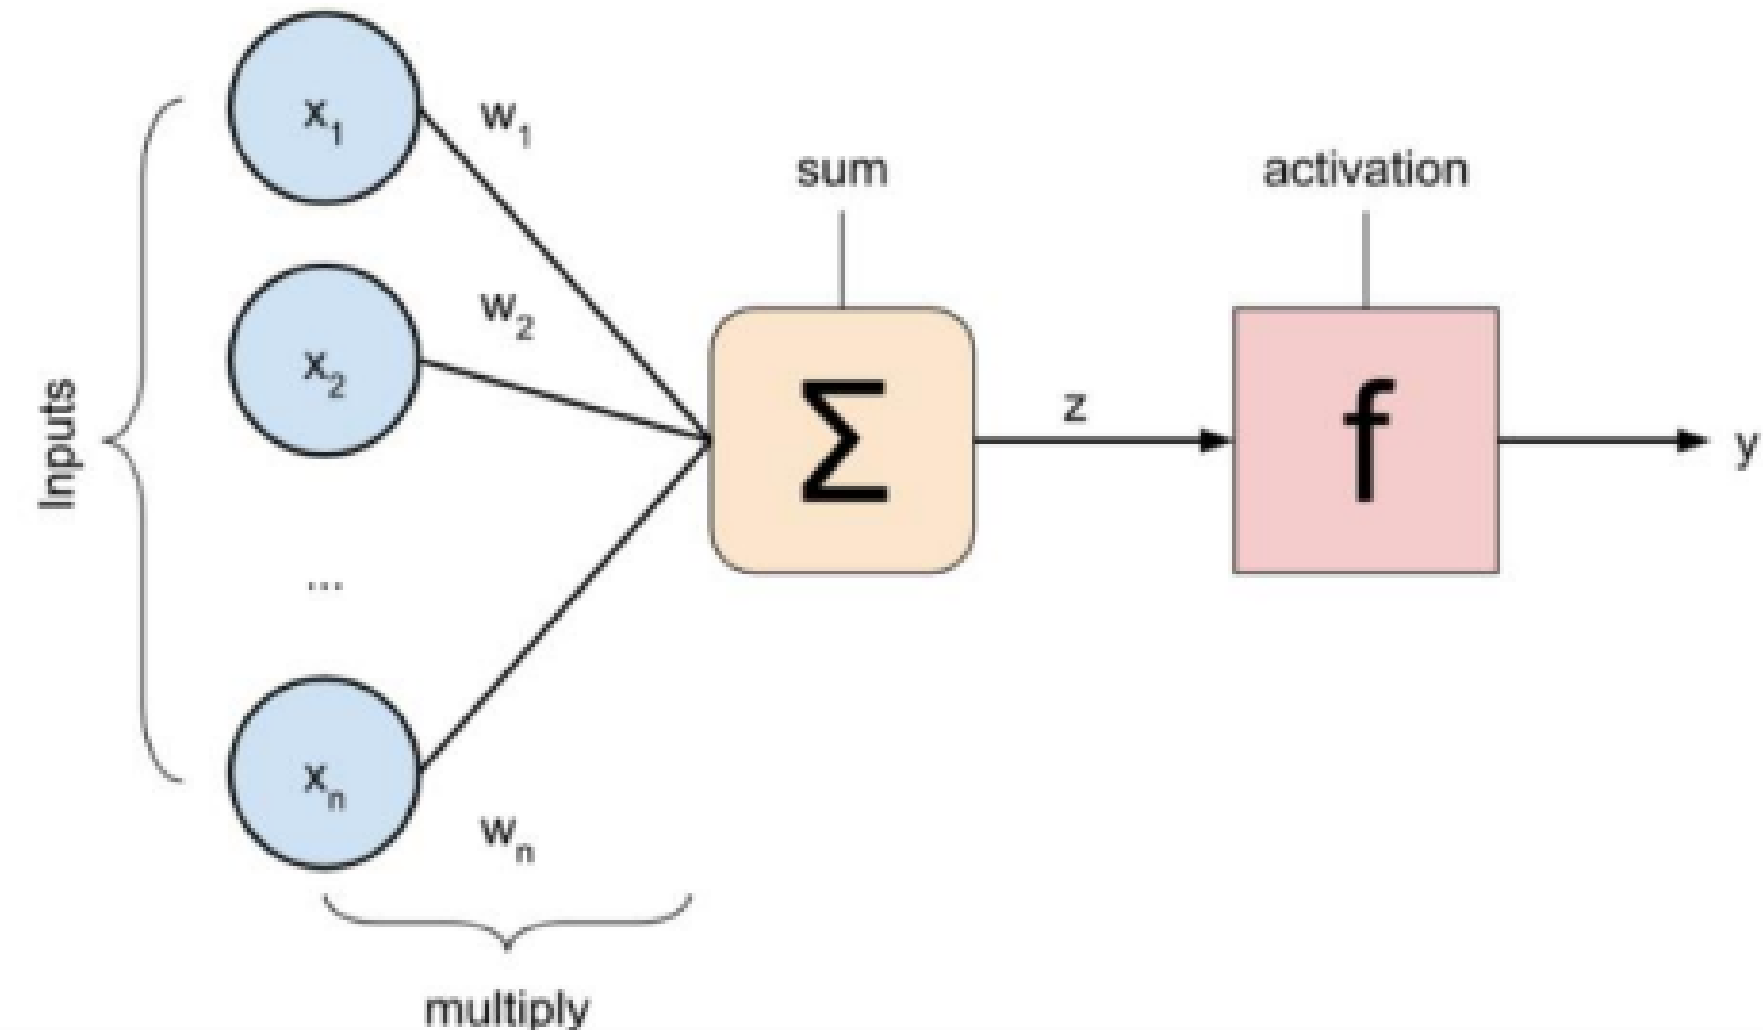 x1
w1
sum
activation
w2
x2
Inputs
Σ
z
f
y
...
xn
wn
multiply